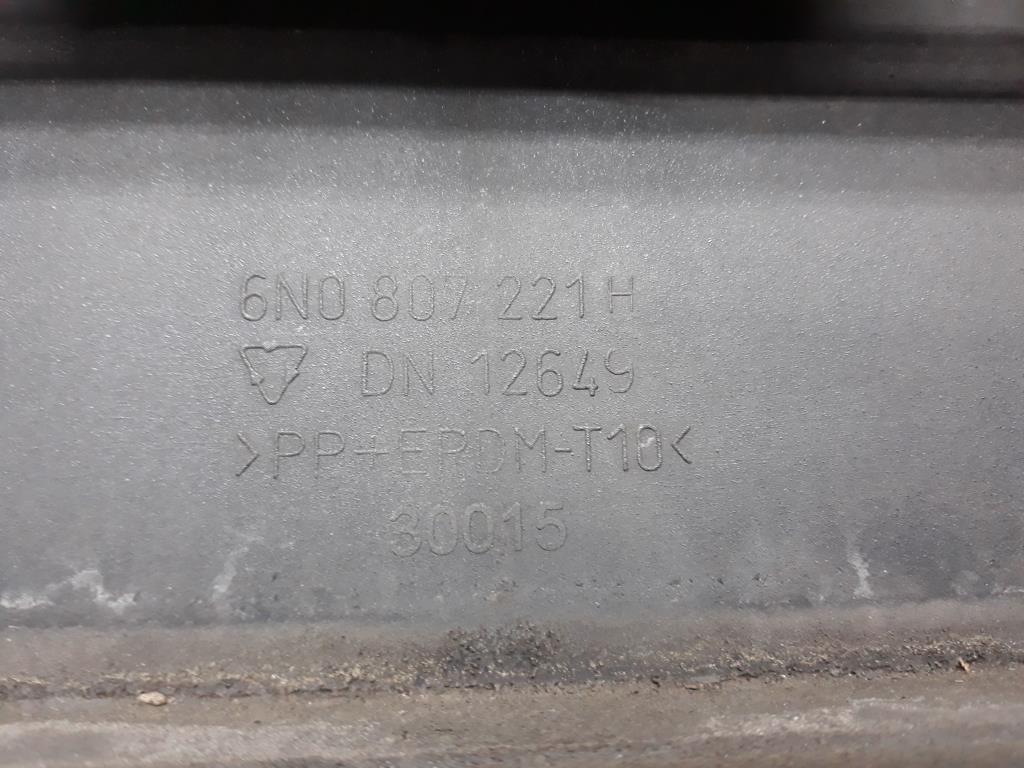 6N0 807 221 H
DN 12649
>PP+EPDM-T10<
30015